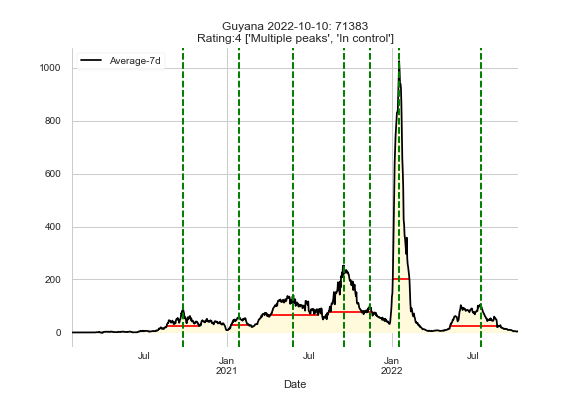 Guyana 2022-10-10: 71383
Rating:4 ['Multiple peaks', 'In control']
Average-7d
1000
800
600
400
200
0
Jul
Jan
2021
Jul
Jan
2022
Jul
Date